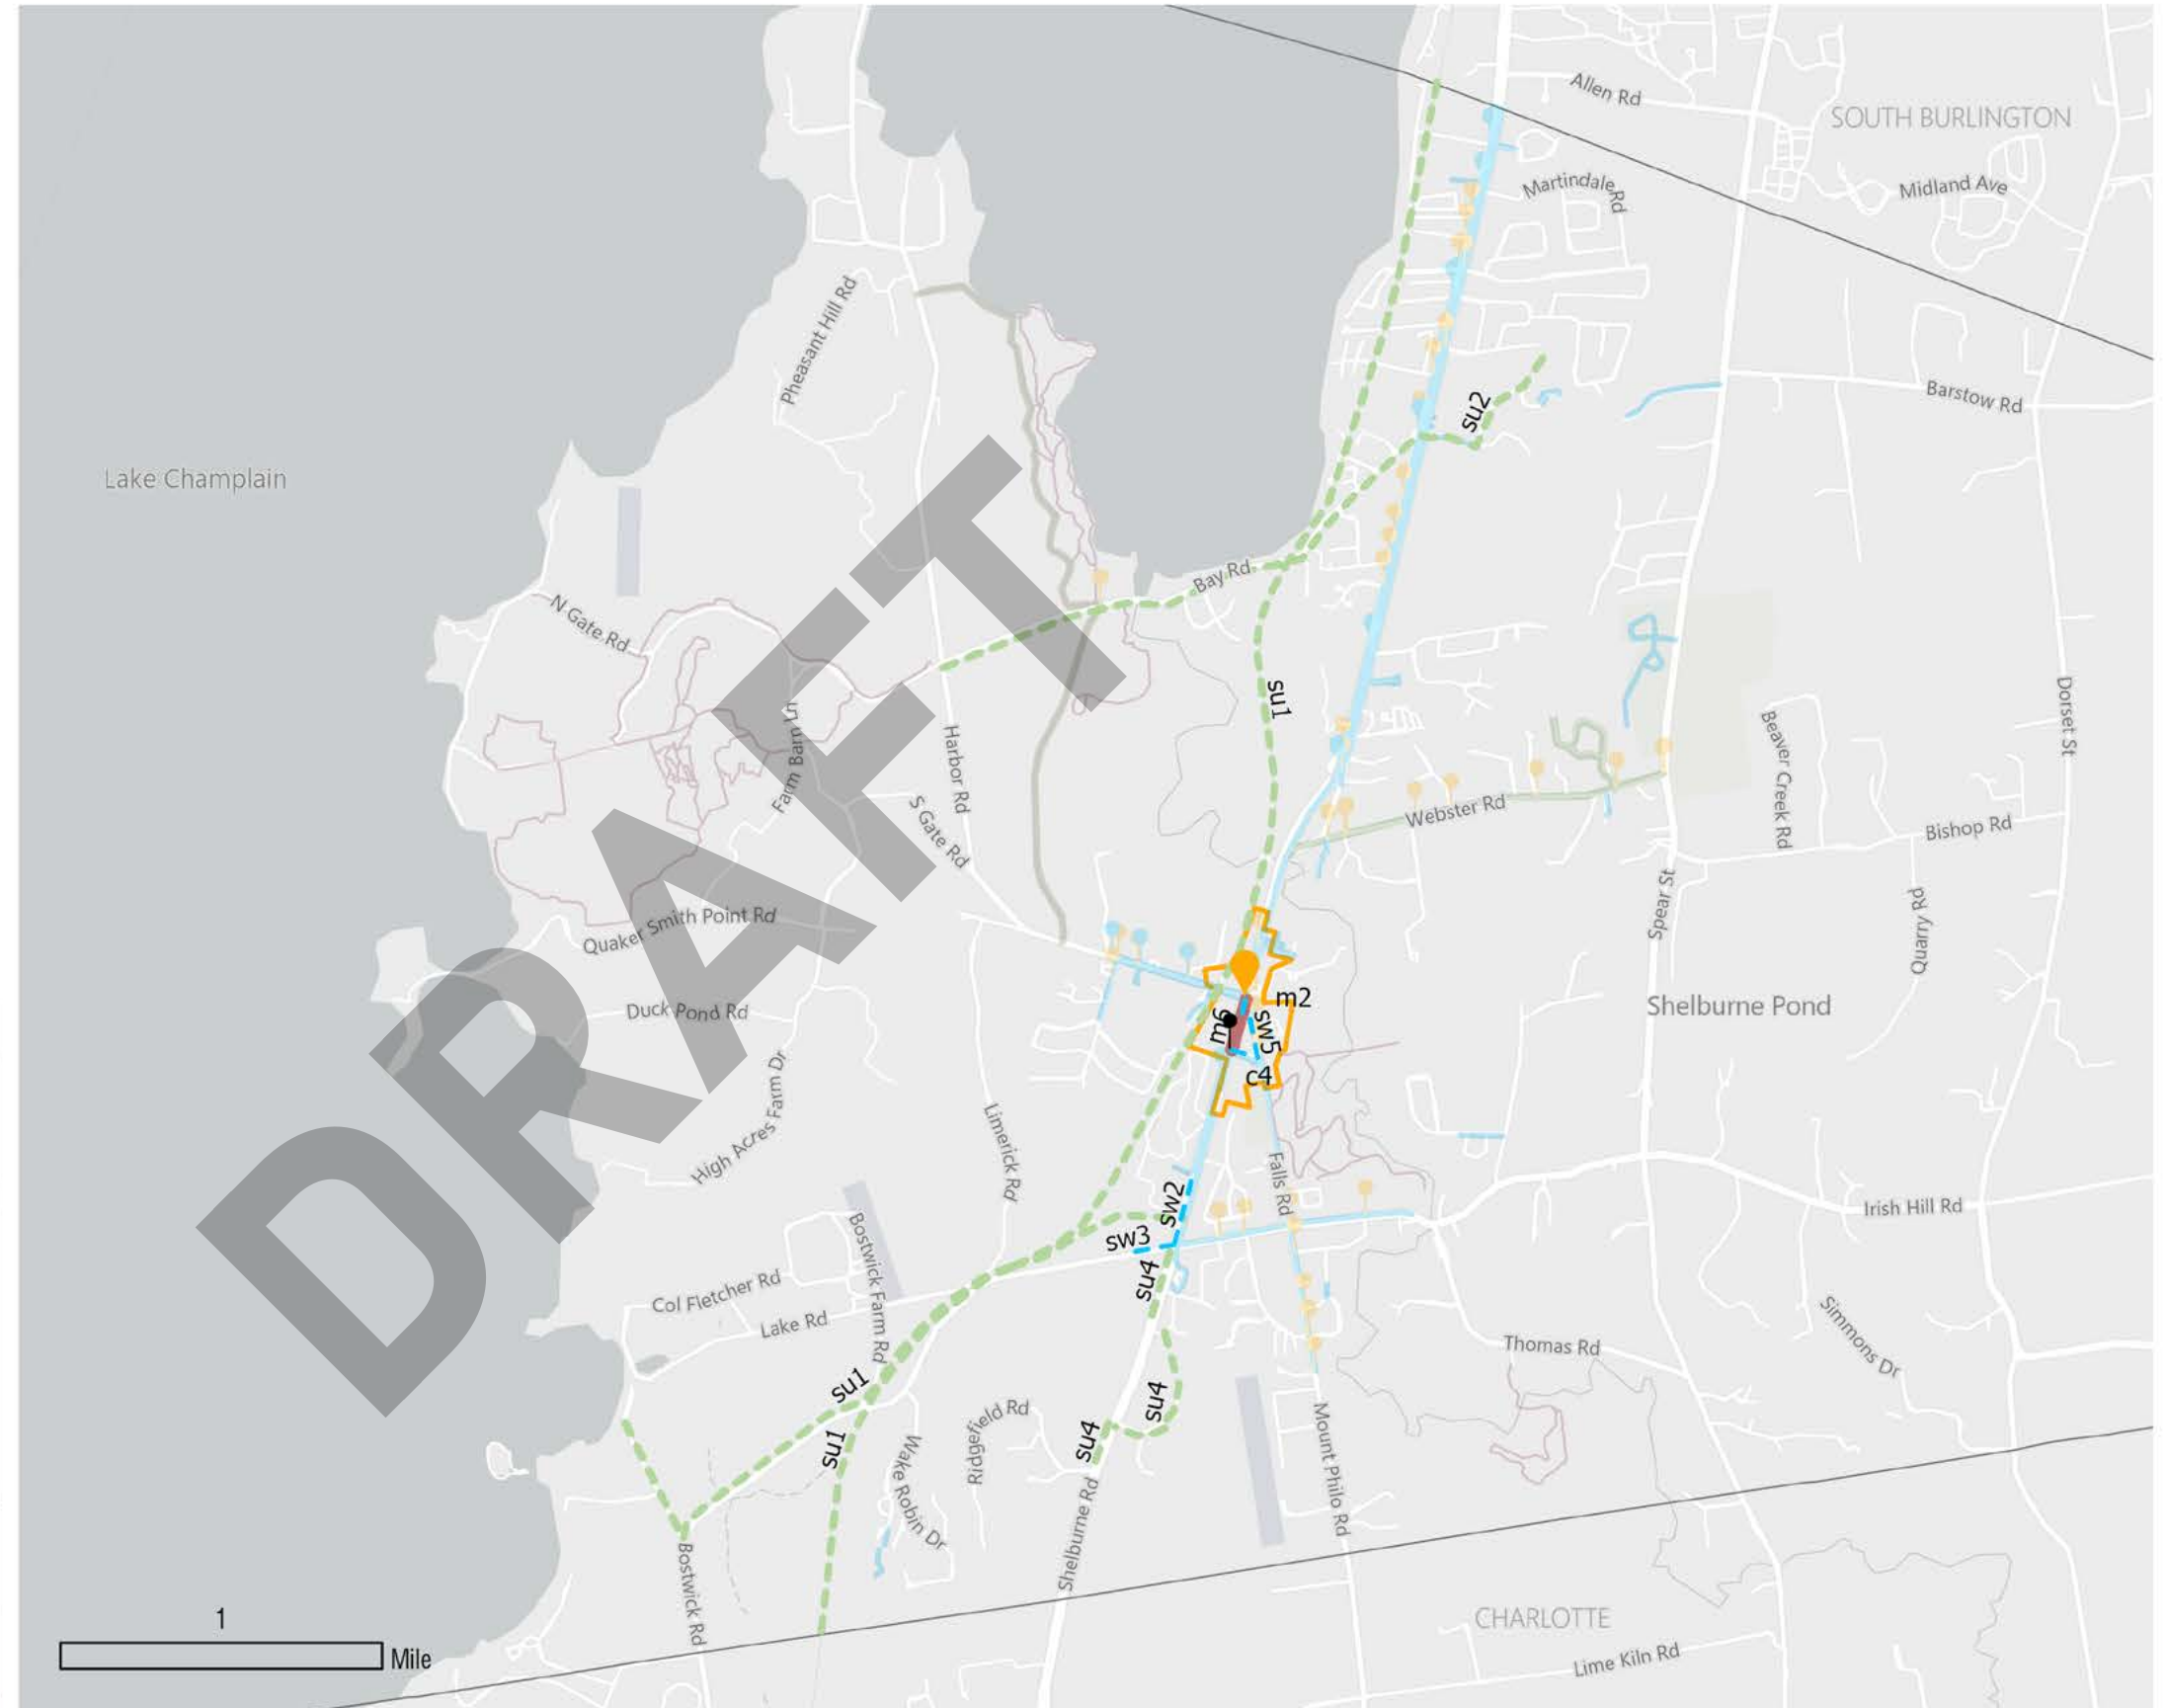 Allen Rd
SOUTH BURLINGTON
Martindale Rd
Midland Ave
Pheasant Hill Rd
su2
Barstow Rd
Lake Champlain
Bay Rd
N Gate Rd
su1
Farm Barn Ln
Harbor Rd
Dorset St
Beaver Creek Rd
S Gate Rd
Webster Rd
Bishop Rd
Spear St
Quarry Rd
Quaker Smith Point Rd
m2
Shelburne Pond
Duck Pond Rd
m6
sw5
c4
High Acres Farm Dr
Limerick Rd
Falls Rd
sw2
Irish Hill Rd
sw3
su4
Bostwick Farm Rd
Col Fletcher Rd
Lake Rd
Simmons Dr
Thomas Rd
su1
su4
Ridgefield Rd
su4
su1
Wake Robin Dr
Mount Philo Rd
Shelburne Rd
Bostwick Rd
1
Mile
CHARLOTTE
Lime Kiln Rd
DRAFT